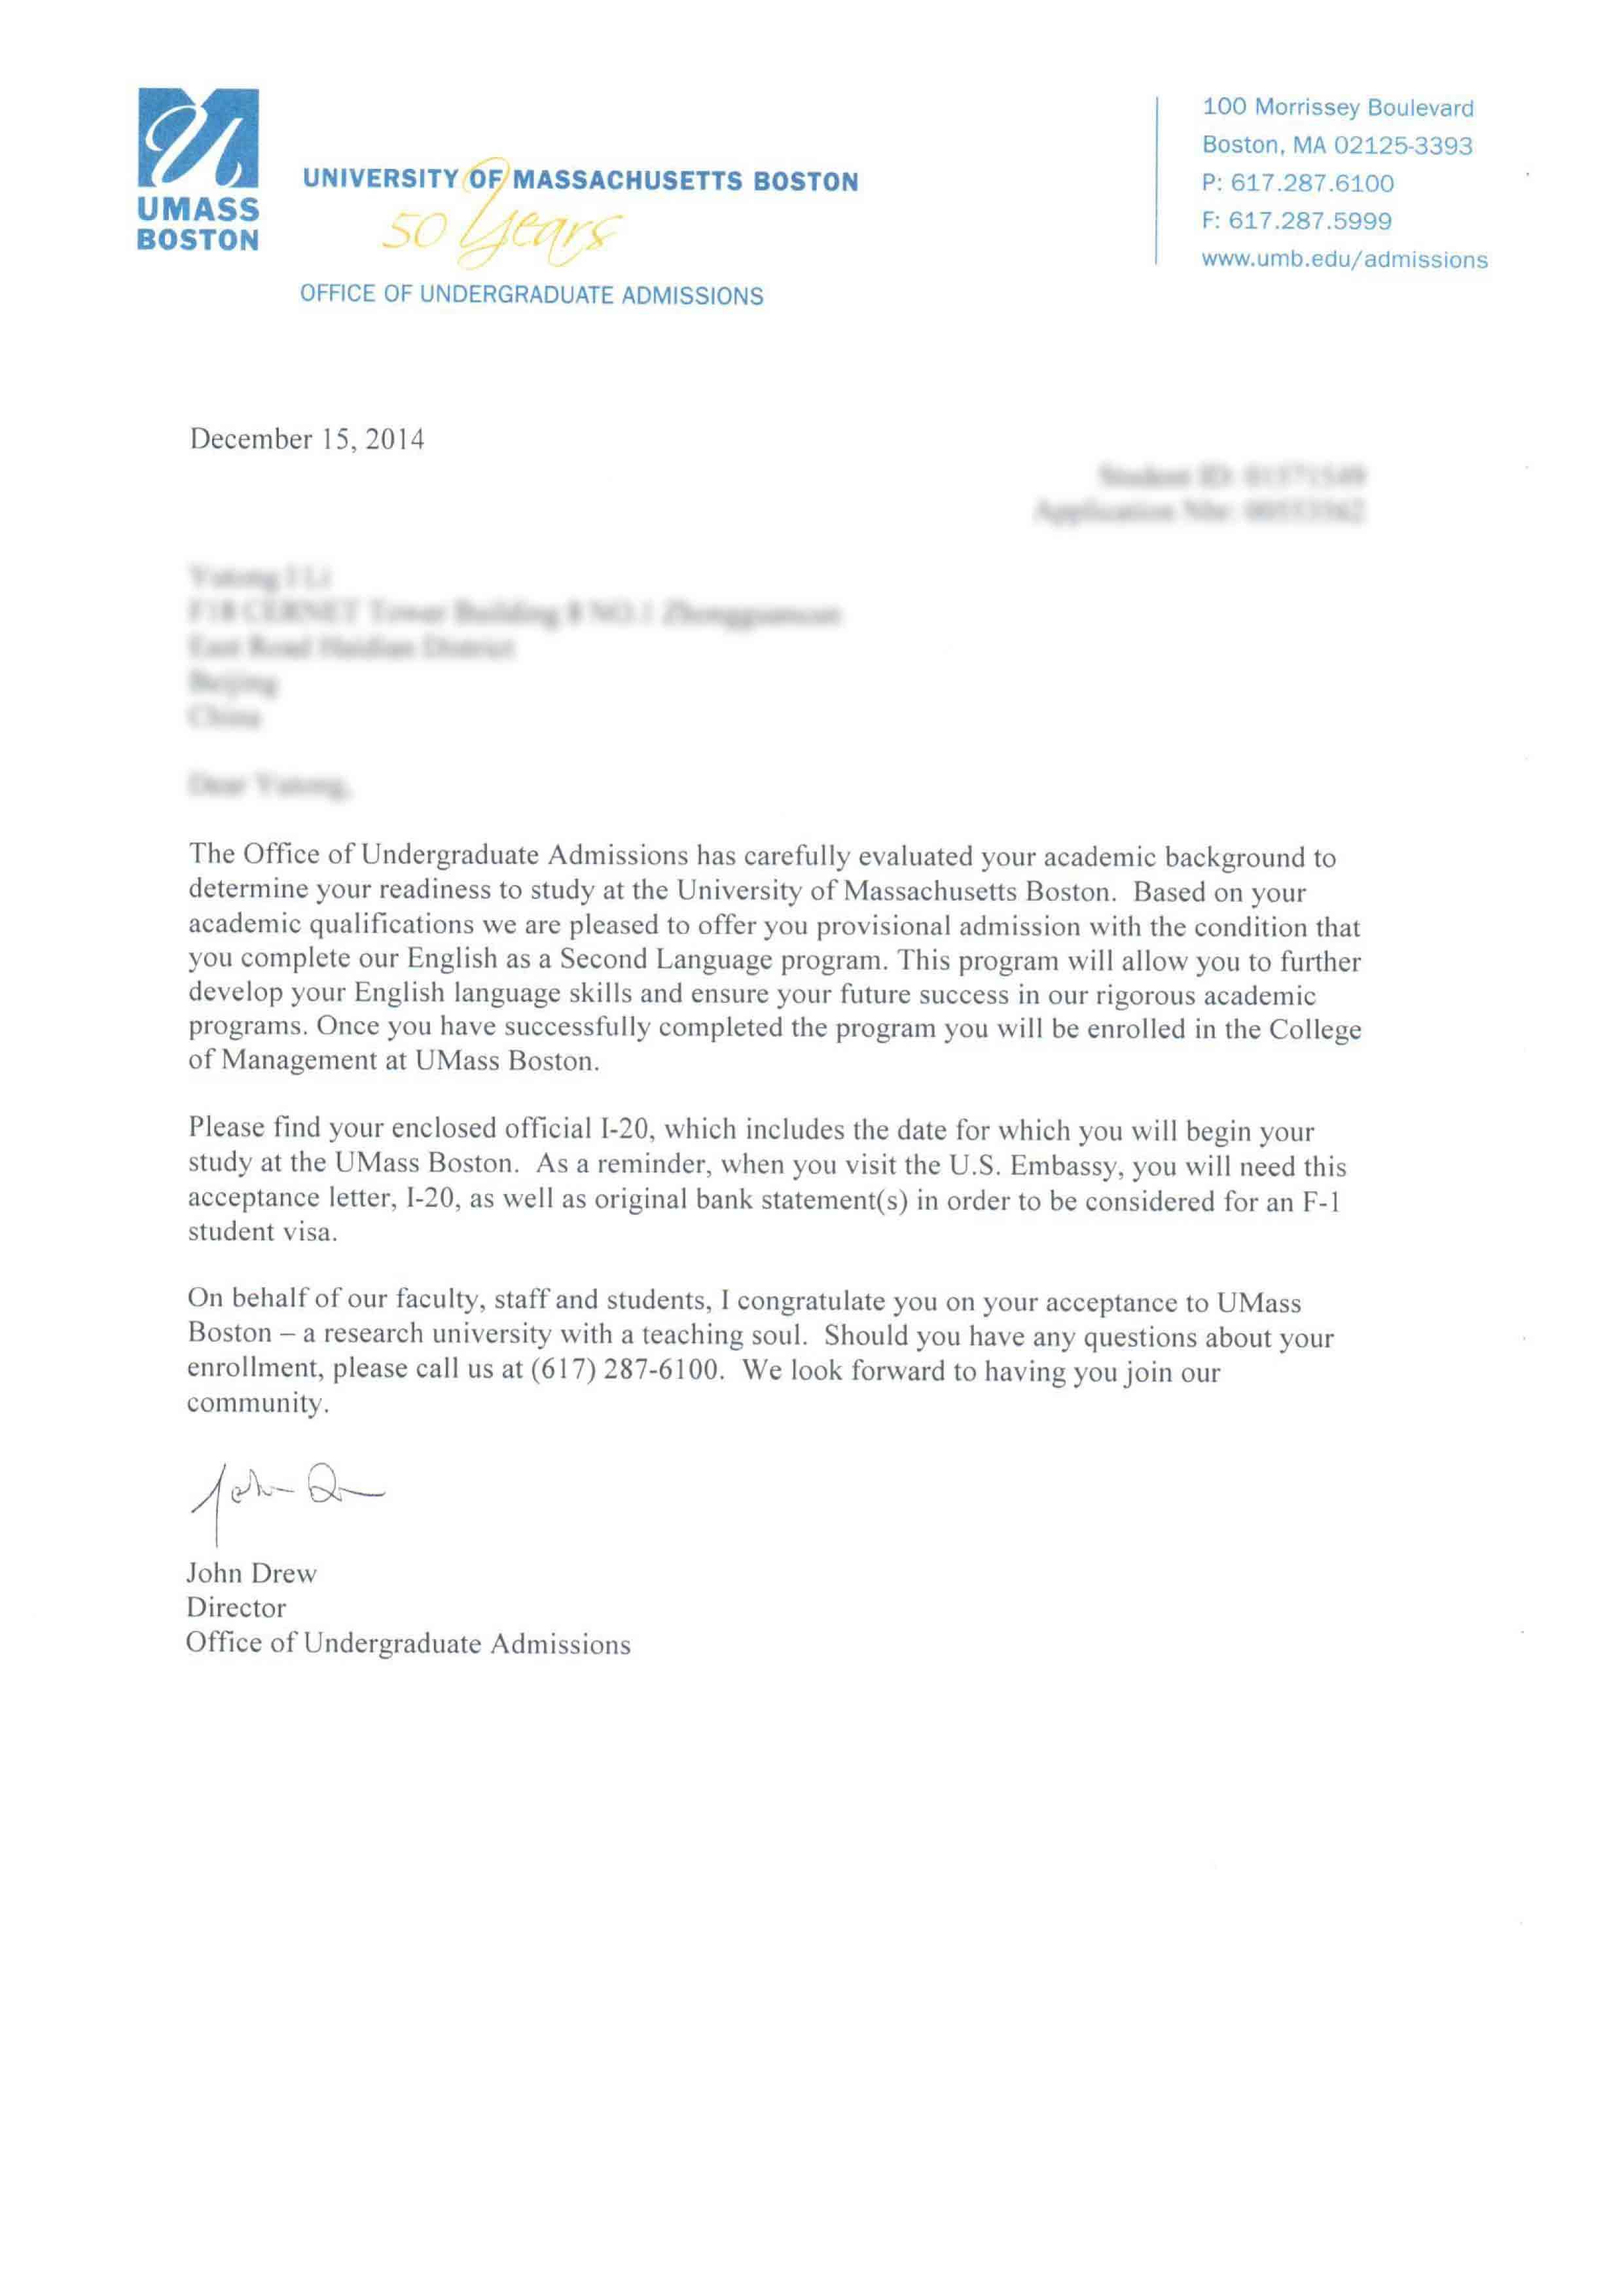 UMASS
BOSTON
UNIVERSITY OF MASSACHUSETTS BOSTON
50 years
OFFICE OF UNDERGRADUATE ADMISSIONS
100 Morrissey Boulevard
Boston, MA 02125-3393
P: 617.287.6100
F: 617.287.5999
www.umb.edu/admissions
December 15, 2014
The Office of Undergraduate Admissions has carefully evaluated your academic background to
determine your readiness to study at the University of Massachusetts Boston. Based on your
academic qualifications we are pleased to offer you provisional admission with the condition that
you complete our English as a Second Language program. This program will allow you to further
develop your English language skills and ensure your future success in our rigorous academic
programs. Once you have successfully completed the program you will be enrolled in the College
of Management at UMass Boston.
Please find your enclosed official I-20, which includes the date for which you will begin your
study at the UMass Boston. As a reminder, when you visit the U.S. Embassy, you will need this
acceptance letter, I-20, as well as original bank statement(s) in order to be considered for an F-1
student visa.
On behalf of our faculty, staff and students, I congratulate you on your acceptance to UMass
Boston – a research university with a teaching soul. Should you have any questions about your
enrollment, please call us at (617) 287-6100. We look forward to having you join our
community.
John Drew
Director
Office of Undergraduate Admissions